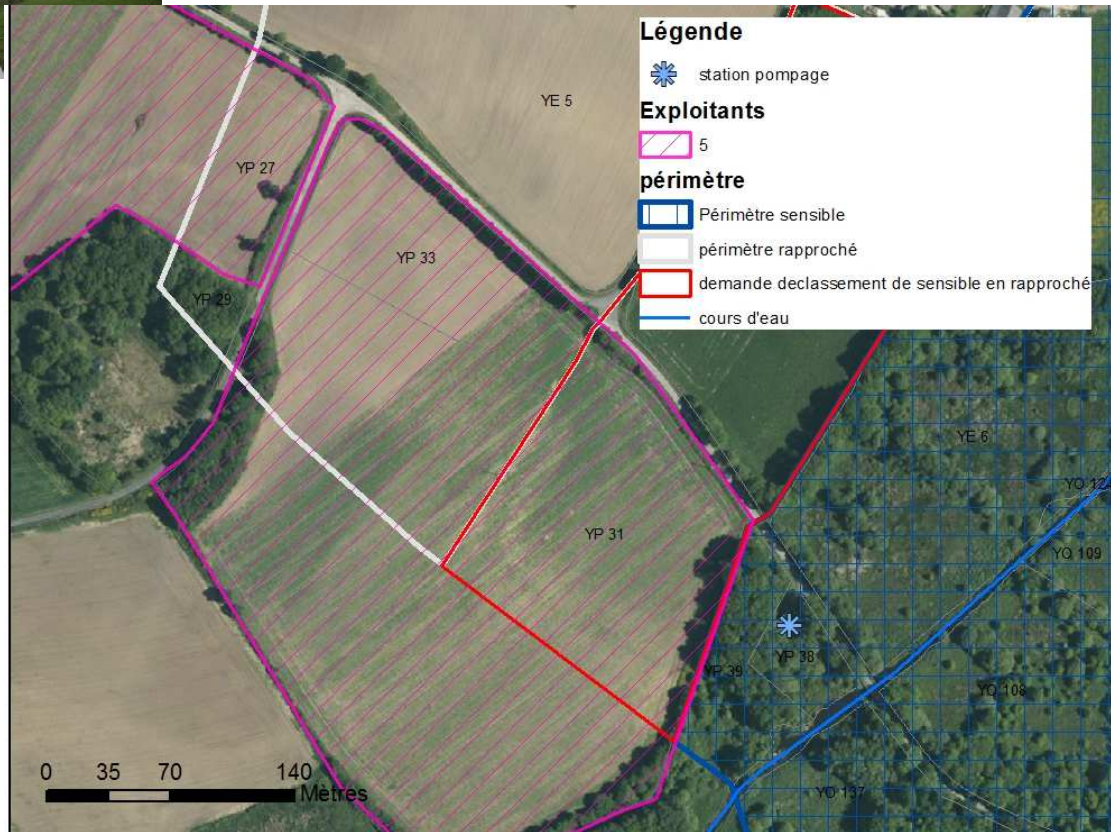 Légende
station pompage
Exploitants
5
périmètre
Périmètre sensible
périmètre rapproché
demande declassement de sensible en rapproché
cours d'eau
YE 5
YP 27
YP 33
YP 29
YE 6
YO 109
YP 31
YP 38
YP 39
YO 108
YO 137
0 35 70 140
Mètres